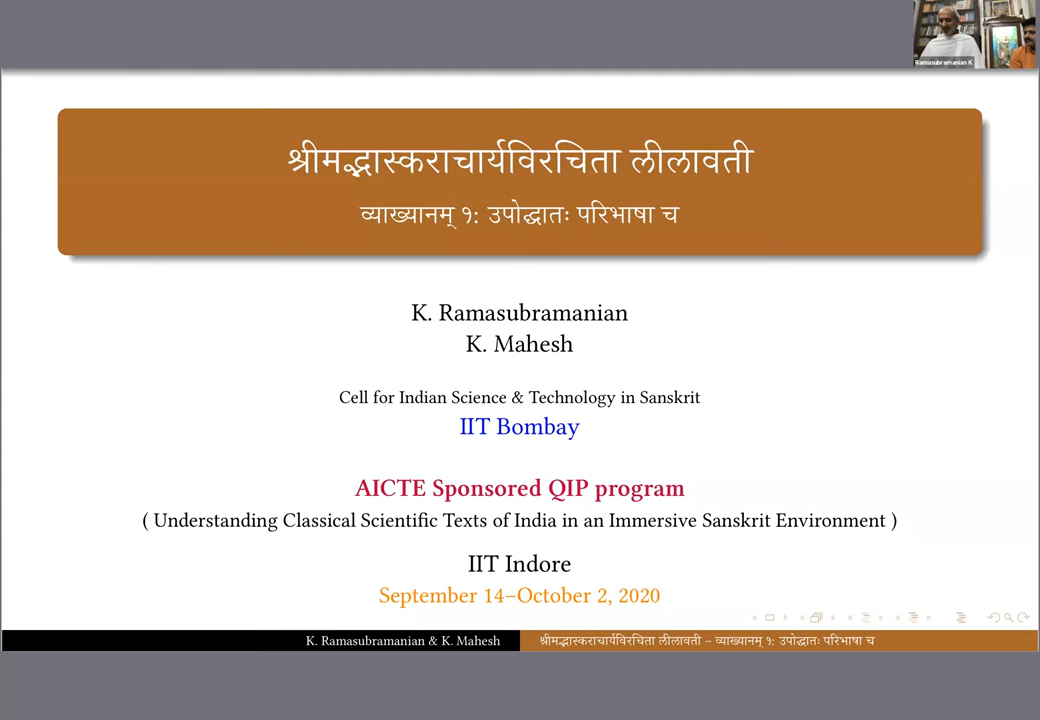 Ramasubramanian K
श्रीमद्भास्कराचार्यविरचिता लीलावती
व्याख्यानम् १: उपोद्घातः परिभाषा च
K. Ramasubramanian
K. Mahesh
Cell for Indian Science & Technology in Sanskrit
IIT Bombay
AICTE Sponsored QIP program
( Understanding Classical Scientific Texts of India in an Immersive Sanskrit Environment )
IIT Indore
September 14–October 2, 2020
K. Ramasubramanian & K. Mahesh
श्रीमद्भास्कराचार्यविरचिता लीलावती – व्याख्यानम् १: उपोद्घातः परिभाषा च